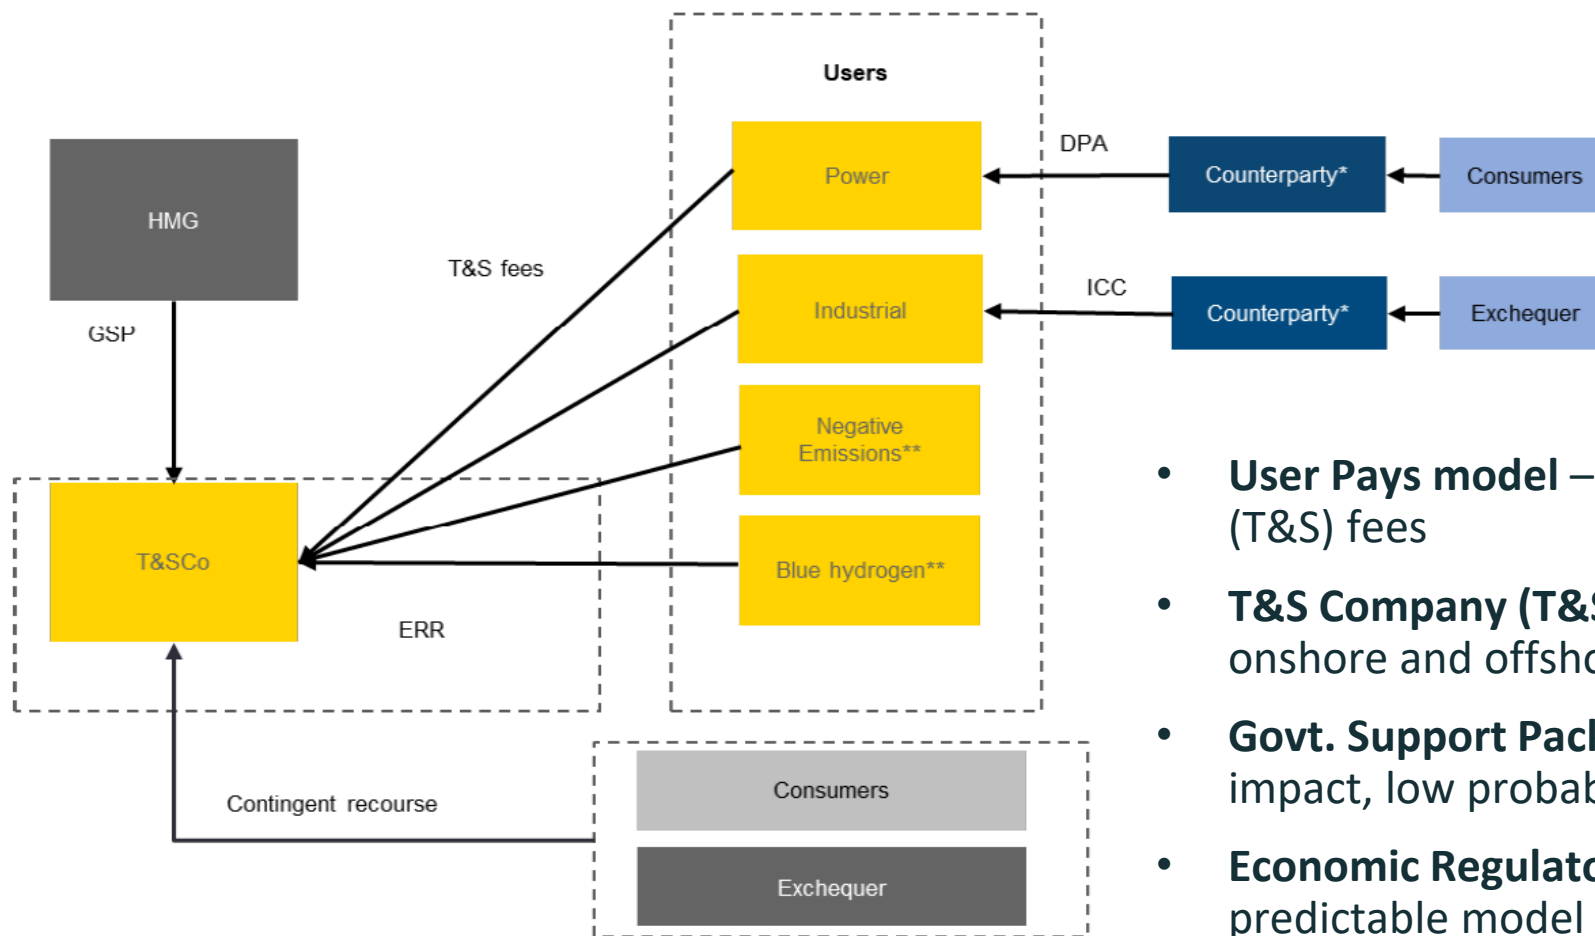 Users
HMG
Power
DPA
Counterparty*
Consumers
T&S fees
GSP
Industrial
ICC
Counterparty*
Exchequer
Negative
Emissions**
T&SCo
Blue hydrogen**
ERR
Contingent recourse
Consumers
Exchequer
• User Pays model –
(T&S) fees
• T&S Company (T&S
onshore and offsho
• Govt. Support Pack
impact, low probab
• Economic Regulato
predictable model